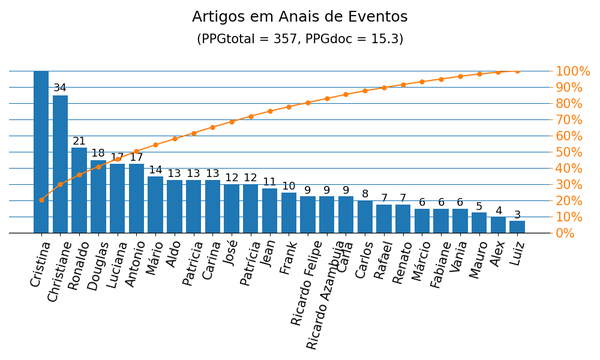 Artigos em Anais de Eventos
(PPGtotal = 357, PPGdoc = 15.3)
34
21
18
17
17
14
13
13
13
12
12
11
10
9
9
9
8
7
7
6
6
6
5
4
3
100%
90%
80%
70%
60%
50%
40%
30%
20%
10%
0%
Cristina
Christiane
Ronaldo
Douglas
Luciana
Antonio
Mário
Aldo
Patricia
Carina
José
Patrícia
Jean
Frank
Ricardo Felipe
Ricardo Azambuja
Carla
Carlos
Rafael
Renato
Márcio
Fabiane
Vania
Mauro
Alex
Luiz